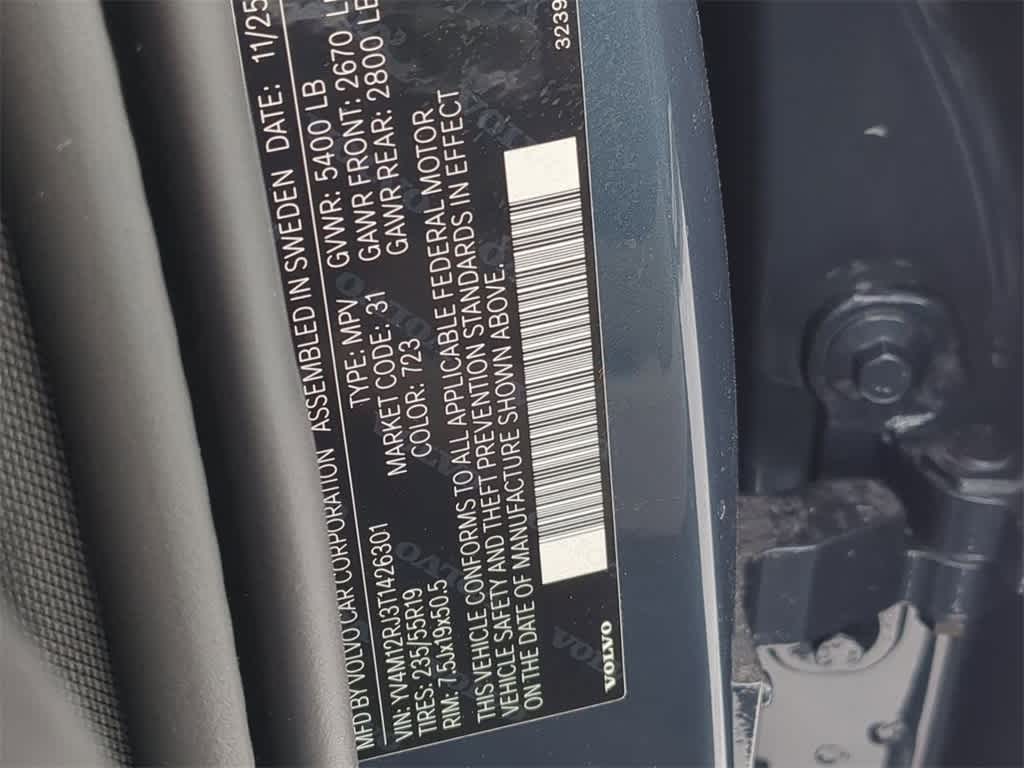 MFD BY VOLVO CAR CORPORATION ASSEMBLED IN SWEDEN DATE: 11/25
VIN: YV4M12RJ3T1426301 TYPE: MPV GVWR: 5400 LB
TIRES: 235/55R19 MARKET CODE: 31 GAWR FRONT: 2670 L
RIM: 7.5Jx19x50.5 COLOR: 723 GAWR REAR: 2800 LB
THIS VEHICLE CONFORMS TO ALL APPLICABLE FEDERAL MOTOR
VEHICLE SAFETY AND THEFT PREVENTION STANDARDS IN EFFECT
ON THE DATE OF MANUFACTURE SHOWN ABOVE.
VOLVO 3239